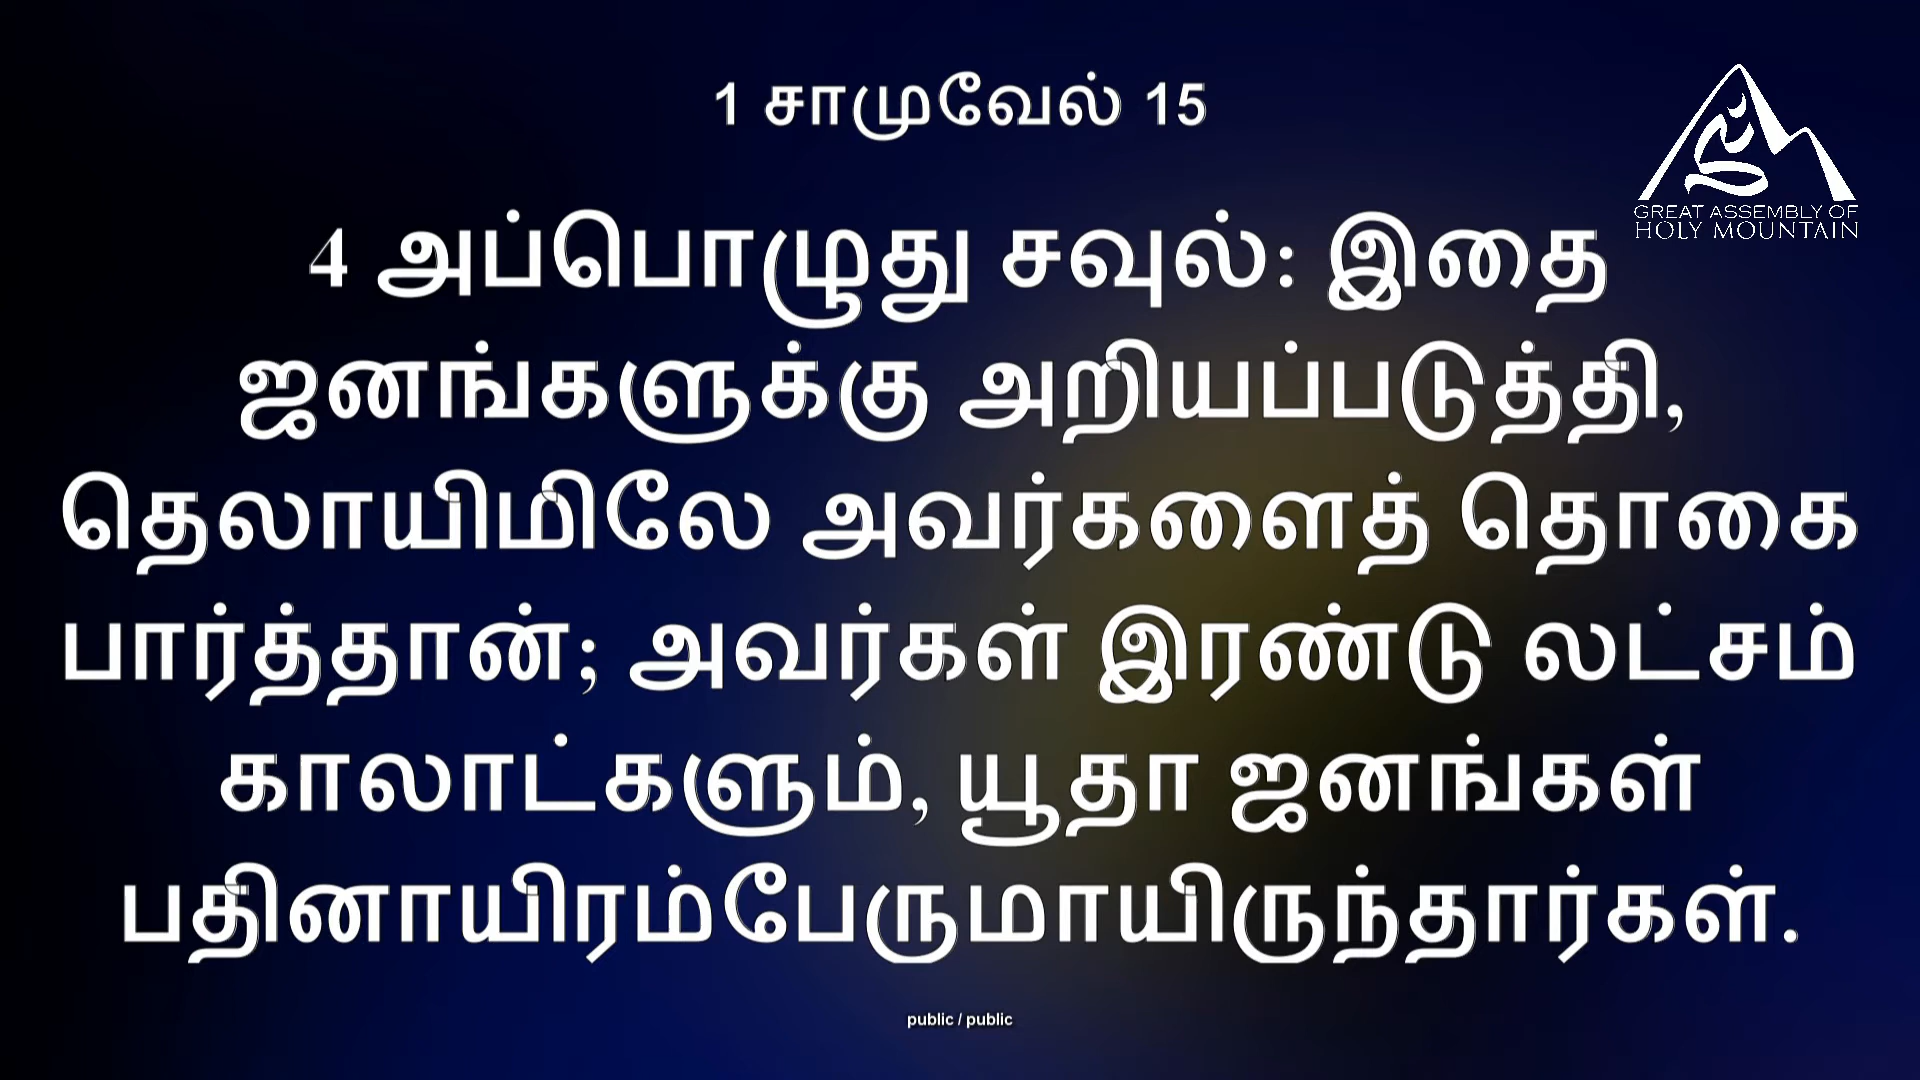 1 சாமுவேல் 15
GREAT ASSEMBLY OF
HOLY MOUNTAIN
4 அப்பொழுது சவுல்: இதை
ஜனங்களுக்கு அறியப்படுத்தி,
தெலாயிமிலே அவர்களைத் தொகை
பார்த்தான்; அவர்கள் இரண்டு லட்சம்
காலாட்களும், யூதா ஜனங்கள்
பதினாயிரம்பேருமாயிருந்தார்கள்.
public / public